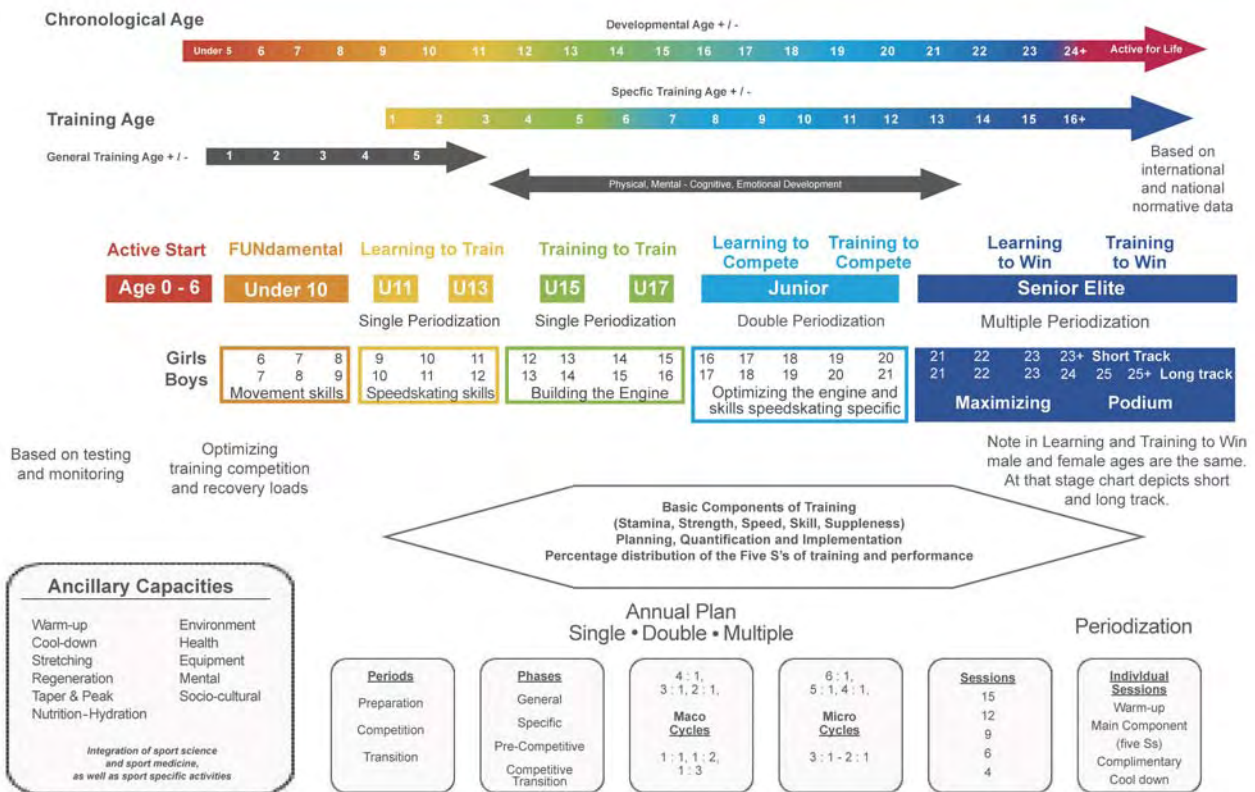 Chronological Age
Developmental Age + / -
Under 5 6 7 8 9 10 11 12 13 14 15 16 17 18 19 20 21 22 23 24+ Active for Life
Specfic Training Age + / -
Training Age
1 2 3 4 5 6 7 8 9 10 11 12 13 14 15 16+
General Training Age + / -
1 2 3 4 5
Physical, Mental - Cognitive, Emotional Development
Based on
international
and national
normative data
Active Start
Age 0 - 6
FUNdamental
Under 10
Learning to Train
U11 U13
Single Periodization
Training to Train
U15 U17
Single Periodization
Learning to
Compete
Training to
Compete
Junior
Double Periodization
Learning
to Win
Training
to Win
Senior Elite
Multiple Periodization
Girls
Boys
6 7 8
7 8 9
Movement skills
9 10 11
10 11 12
Speedskating skills
12 13 14 15
13 14 15 16
Building the Engine
16 17 18 19 20
17 18 19 20 21
Optimizing the engine and
skills speedskating specific
21 22 23 23+ Short Track
21 22 23 24 25 25+ Long track
Maximizing Podium
Based on testing
and monitoring
Optimizing
training competition
and recovery loads
Note in Learning and Training to Win
male and female ages are the same.
At that stage chart depicts short
and long track.
Basic Components of Training
(Stamina, Strength, Speed, Skill, Suppleness)
Planning, Quantification and Implementation
Percentage distribution of the Five S's of training and performance
Ancillary Capacities
Warm-up
Cool-down
Stretching
Regeneration
Taper & Peak
Nutrition-Hydration
Environment
Health
Equipment
Mental
Socio-cultural
Integration of sport science
and sport medicine,
as well as sport specific activities
Annual Plan
Single • Double • Multiple
Periodization
Periods
Preparation
Competition
Transition
Phases
General
Specific
Pre-Competitive
Competitive
Transition
4 : 1,
3 : 1, 2 : 1,
Maco
Cycles
1 : 1, 1 : 2,
1 : 3
6 : 1,
5 : 1, 4 : 1,
Micro
Cycles
3 : 1 - 2 : 1
Sessions
15
12
9
6
4
Individual
Sessions
Warm-up
Main Component
(five Ss)
Complimentary
Cool down